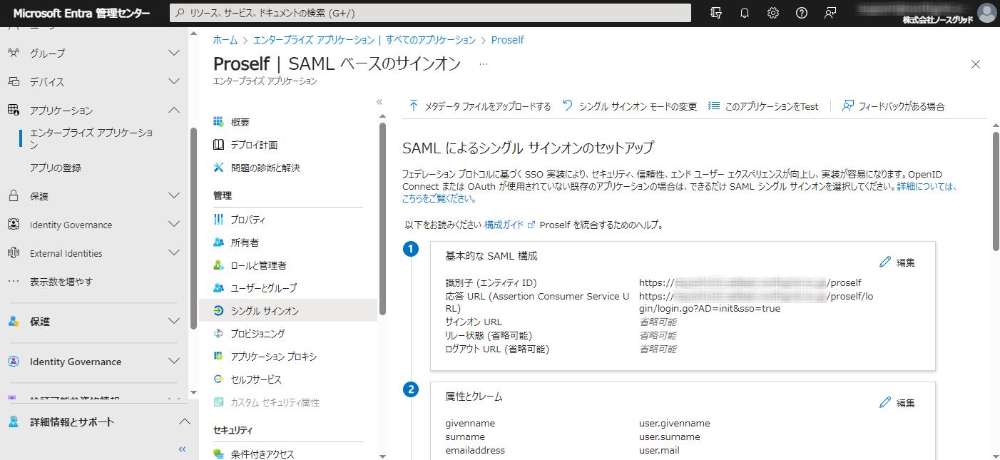 Microsoft Entra 管理センター
リソース、サービス、ドキュメントの検索 (G+/)
株式会社ノースグリッド
グループ
デバイス
アプリケーション
エンタープライズ アプリケーショ
ン
アプリの登録
保護
Identity Governance
External Identities
表示数を増やす
保護
Identity Governance
詳細情報とサポート
ホーム > エンタープライズ アプリケーション | すべてのアプリケーション > Proself
Proself | SAML ベースのサインオン ...
エンタープライズ アプリケーション
概要
デプロイ計画
問題の診断と解決
管理
プロパティ
所有者
ロールと管理者
ユーザーとグループ
シングル サインオン
プロビジョニング
アプリケーション プロキシ
セルフサービス
カスタム セキュリティ属性
セキュリティ
条件付きアクセス
メタデータ ファイルをアップロードする
シングル サインオン モードの変更
このアプリケーションをTest
フィードバックがある場合
SAML によるシングル サインオンのセットアップ
フェデレーション プロトコルに基づく SSO 実装により、セキュリティ、信頼性、エンド ユーザー エクスペリエンスが向上し、実装が容易になります。OpenID
Connect または OAuth が使用されていない既存のアプリケーションの場合は、できるだけ SAML シングル サインオンを選択してください。詳細については、
こちらをご覧ください。
以下をお読みください 構成ガイド Proself を統合するためのヘルプ。
1
基本的な SAML 構成
編集
識別子 (エンティティ ID) https:// /proself
応答 URL (Assertion Consumer Service U https:// /proself/lo
RL) gin/login.go?AD=init&sso=true
サインオン URL 省略可能
リレー状態 (省略可能) 省略可能
ログアウト URL (省略可能) 省略可能
2
属性とクレーム
編集
givenname user.givenname
surname user.surname
emailaddress user.mail